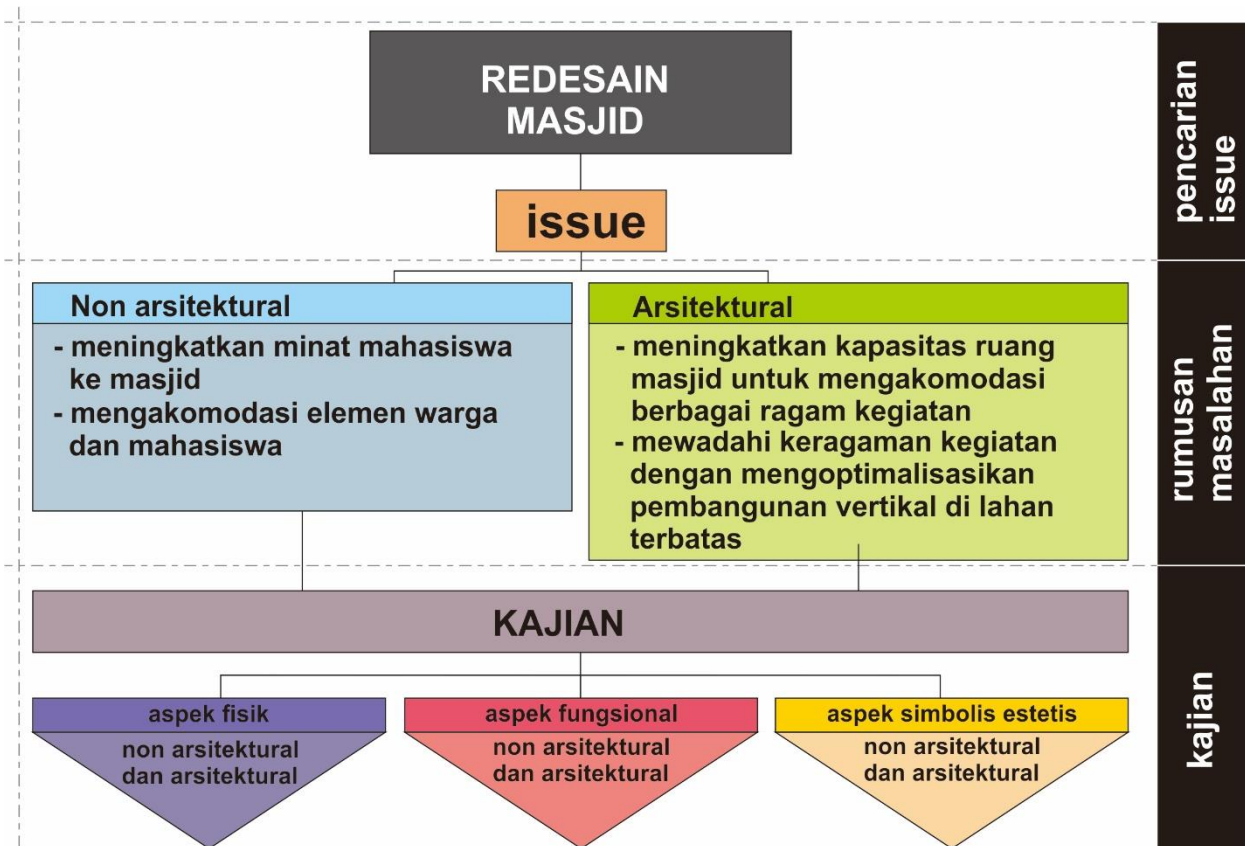 REDESAIN
MASJID
pencarian
issue
issue
Non arsitektural
- meningkatkan minat mahasiswa
ke masjid
- mengakomodasi elemen warga
dan mahasiswa
Arsitektural
- meningkatkan kapasitas ruang
masjid untuk mengakomodasi
berbagai ragam kegiatan
- mewadahi keragaman kegiatan
dengan mengoptimalisasikan
pembangunan vertikal di lahan
terbatas
rumusan
masalahan
KAJIAN
aspek fisik
non arsitektural
dan arsitektural
aspek fungsional
non arsitektural
dan arsitektural
aspek simbolis estetis
non arsitektural
dan arsitektural
kajian